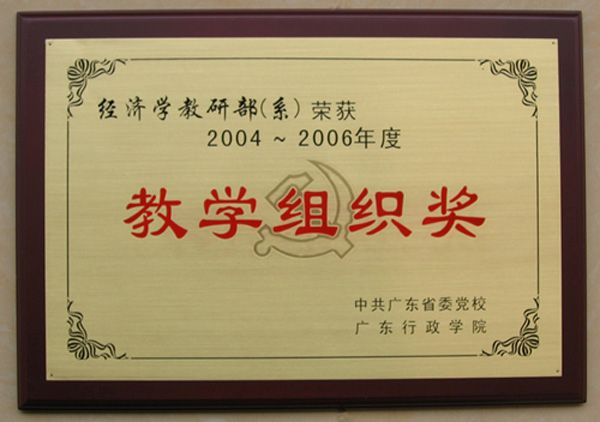 经济学教研部(系)荣获
2004～2006年度
教学组织奖
中共广东省委党校
广东行政学院